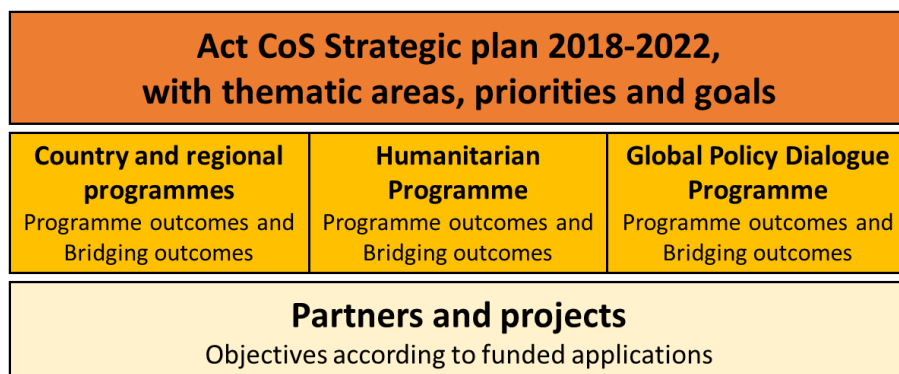 Act CoS Strategic plan 2018-2022,
with thematic areas, priorities and goals
Country and regional
programmes
Programme outcomes and
Bridging outcomes
Humanitarian
Programme
Programme outcomes and
Bridging outcomes
Global Policy Dialogue
Programme
Programme outcomes and
Bridging outcomes
Partners and projects
Objectives according to funded applications